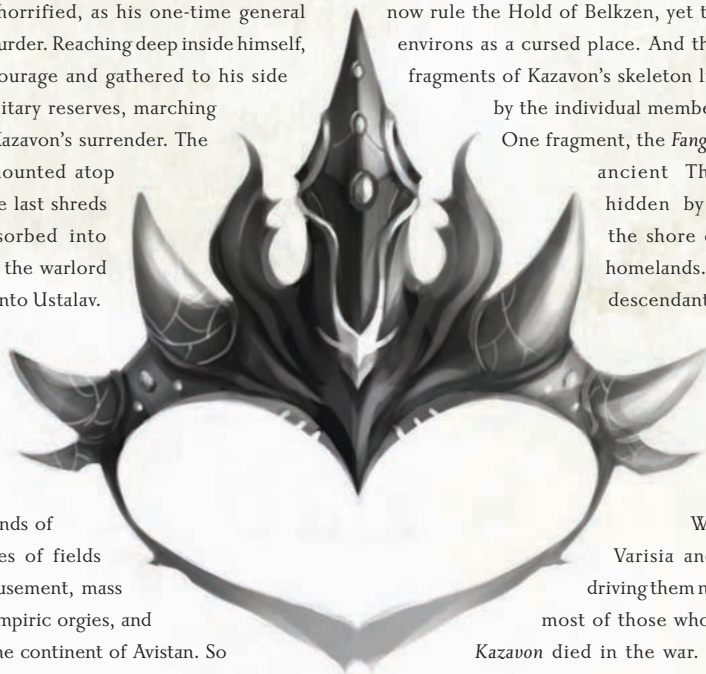 horrified, as his one-time general
urder. Reaching deep inside himself,
ourage and gathered to his side
itary reserves, marching
azavon's surrender. The
ounted atop
e last shreds
sorbed into
the warlord
nto Ustalav.
nds of
es of fields
usement, mass
mpiric orgies, and
he continent of Avistan. So
now rule the Hold of Belkzen, yet t
environs as a cursed place. And th
fragments of Kazavon's skeleton li
by the individual membe
One fragment, the Fang
ancient Th
hidden by
the shore
homelands.
descendant
W
Varisia an
driving them n
most of those who
Kazavon died in the war.